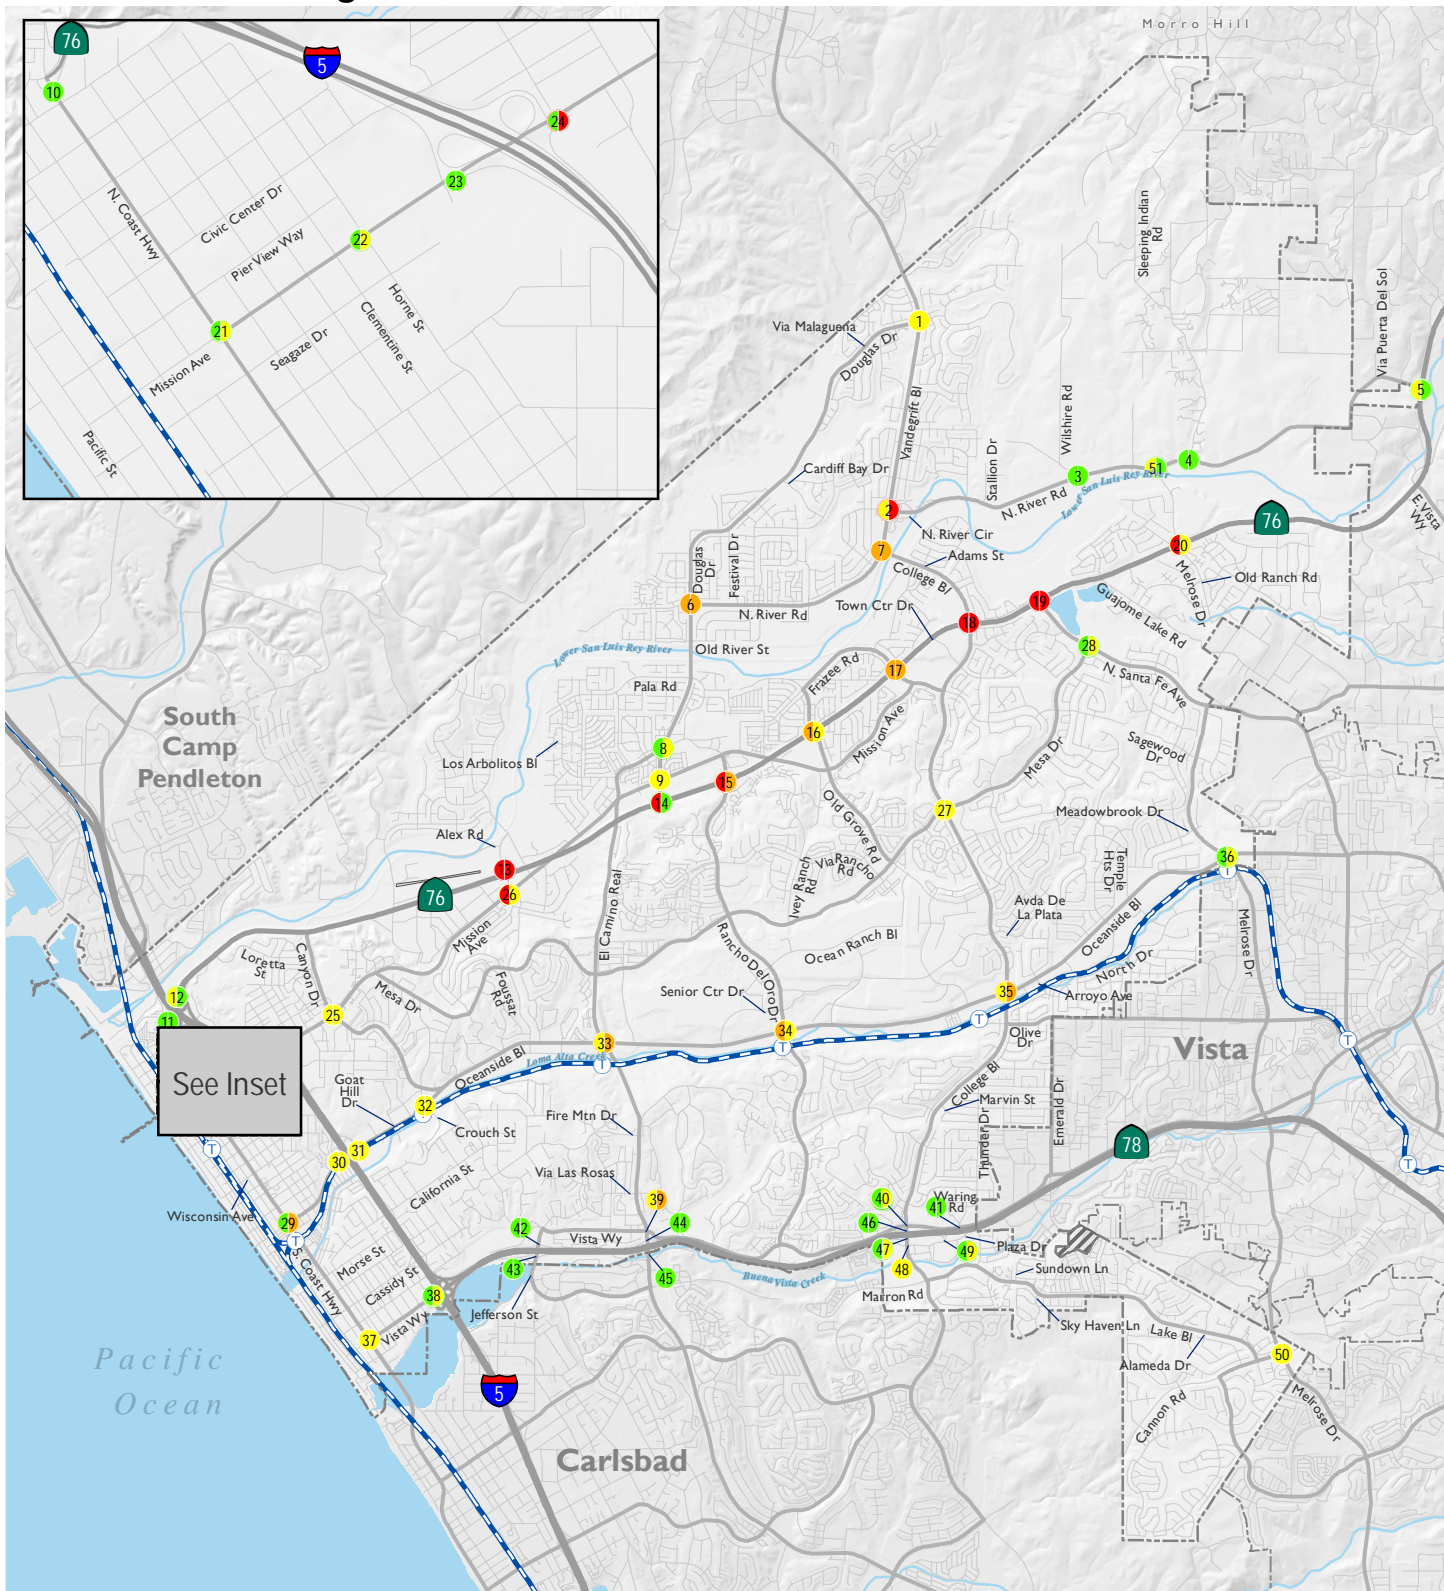 76
5
10
24
23
22
21
N. Coast Hwy
Civic Center Dr
Pier View Way
Horne St
Clementine St
Seagaze Dr
Mission Ave
Pacific St
Morro Hill
Sleeping Indian
Rd
Via Puerta Del Sol
1
Via Malaguena
Douglas Dr
Vandegrift Bl
5
Wilshire Rd
Stallion Dr
Cardiff Bay Dr
4
51
3
Lower San Luis Rey River
N. River Rd
2
N. River Cir
76
E. Vista
Wy
20
7
Adams St
College Bl
Melrose Dr
Old Ranch Rd
Douglas
Dr
Festival Dr
6
N. River Rd
Town Ctr Dr
19
18
Guajome Lake Rd
28
Lower San Luis Rey River
Old River St
Frazee Rd
17
Pala Rd
N. Santa Fe Ave
South
Camp
Pendleton
16
Mission Ave
Sagewood
Dr
Mesa Dr
8
Los Arbolitos Bl
9
15
14
Old Grove Rd
27
Meadowbrook Dr
Alex Rd
Via Rancho
Rd
Ivey Ranch
Rd
Temple
Hts Dr
36
T
13
76
26
El Camino Real
Avda De
La Plata
Oceanside Bl
Mission
Ave
Rancho Del Oro Dr
Ocean Ranch Bl
Melrose Dr
Loretta
St
Canyon Dr
North Dr
12
Mesa Dr
Foussat
Rd
Senior Ctr Dr
35
Arroyo Ave
11
25
T
See Inset
34
T
Olive
Dr
33
T
Loma Alta Creek
Oceanside Bl
T
Vista
Goat
Hill
Dr
College Bl
32
T
Crouch St
Fire Mtn Dr
Marvin St
Thunder Dr
Emerald Dr
31
30
T
78
California St
Via Las Rosas
T
Wisconsin Ave
29
T
39
40
41
Waring
Rd
42
Vista Wy
44
46
47
48
49
Plaza Dr
Morse St
S. Coast Hwy
43
45
Buena Vista Creek
Sundown Ln
Cassidy St
38
Jefferson St
Marron Rd
Sky Haven Ln
37
Vista Wy
Lake Bl
Alameda Dr
50
Pacific
Ocean
5
Cannon Rd
Melrose Dr
Carlsbad